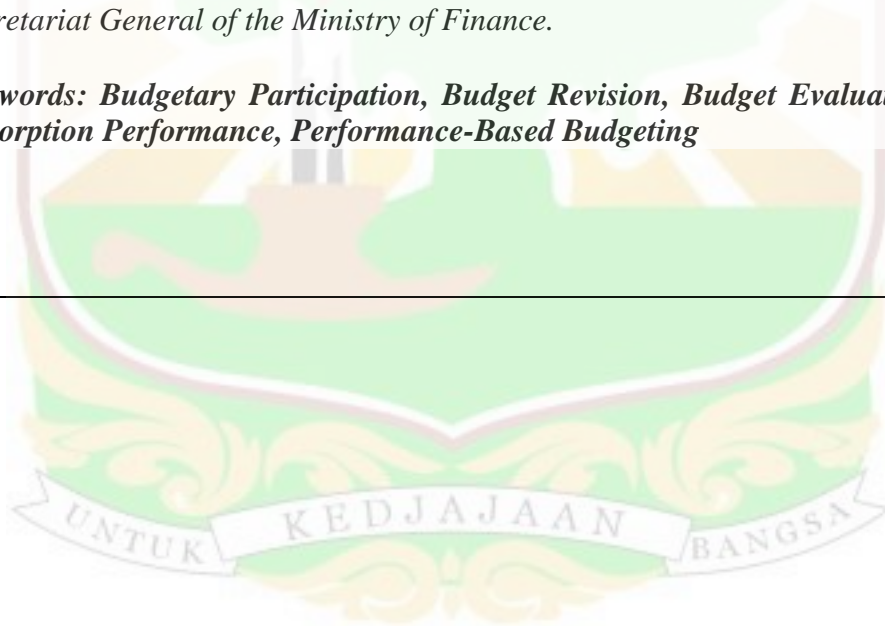 retariat General of the Ministry of Finance.
words: Budgetary Participation, Budget Revision, Budget Evalua
orption Performance, Performance-Based Budgeting
UNTUK KEDJAJAAN BANGSA